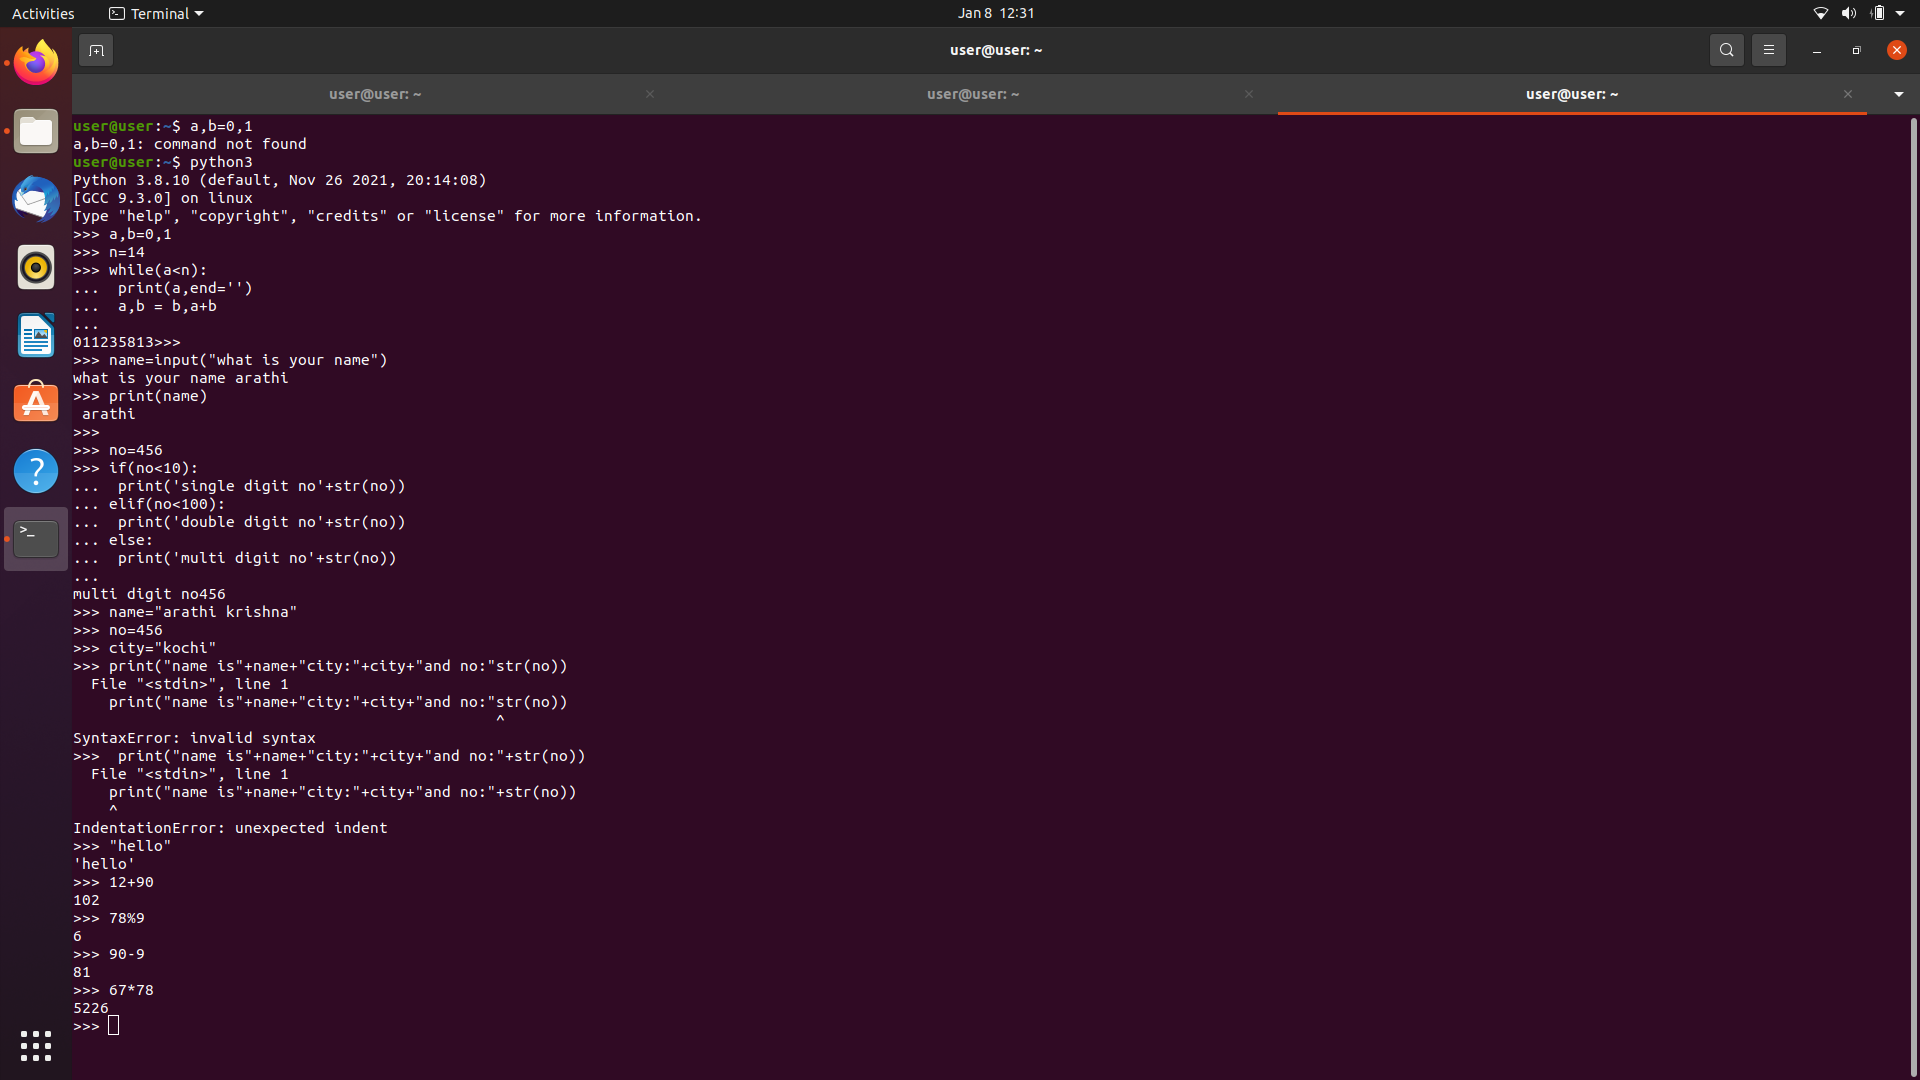 Activities
Terminal
Jan 8 12:31
user@user: ~
user@user: ~
user@user: ~
user@user: ~
user@user:~$ a,b=0,1
a,b=0,1: command not found
user@user:~$ python3
Python 3.8.10 (default, Nov 26 2021, 20:14:08)
[GCC 9.3.0] on linux
Type "help", "copyright", "credits" or "license" for more information.
>>> a,b=0,1
>>> n=14
>>> while(a<n):
...  print(a,end='')
...  a,b = b,a+b
...
011235813>>>
>>> name=input("what is your name")
what is your name arathi
>>> print(name)
 arathi
>>>
>>> no=456
>>> if(no<10):
...  print('single digit no'+str(no))
... elif(no<100):
...  print('double digit no'+str(no))
... else:
...  print('multi digit no'+str(no))
...
multi digit no456
>>> name="arathi krishna"
>>> no=456
>>> city="kochi"
>>> print("name is"+name+"city:"+city+"and no:"str(no))
  File "<stdin>", line 1
    print("name is"+name+"city:"+city+"and no:"str(no))
                                               ^
SyntaxError: invalid syntax
>>>  print("name is"+name+"city:"+city+"and no:"+str(no))
  File "<stdin>", line 1
    print("name is"+name+"city:"+city+"and no:"+str(no))
    ^
IndentationError: unexpected indent
>>> "hello"
'hello'
>>> 12+90
102
>>> 78%9
6
>>> 90-9
81
>>> 67*78
5226
>>>